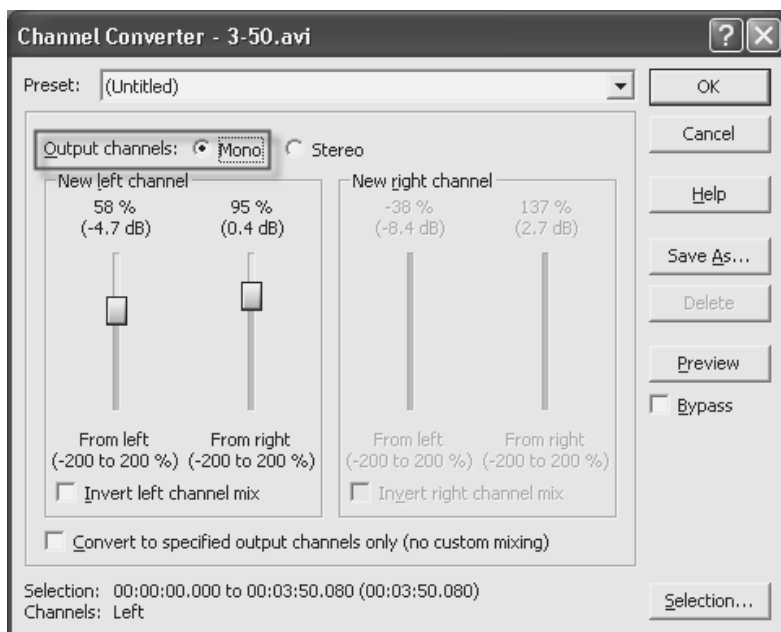 Channel Converter - 3-50.avi
Preset: (Untitled)
OK
Cancel
Help
Save As...
Delete
Preview
Bypass
Output channels: Mono Stereo
New left channel
58 % 95 %
(-4.7 dB) (0.4 dB)
From left From right
(-200 to 200 %) (-200 to 200 %)
Invert left channel mix
New right channel
-38 % 137 %
(-8.4 dB) (2.7 dB)
From left From right
(-200 to 200 %) (-200 to 200 %)
Invert right channel mix
Convert to specified output channels only (no custom mixing)
Selection: 00:00:00.000 to 00:03:50.080 (00:03:50.080)
Channels: Left
Selection...